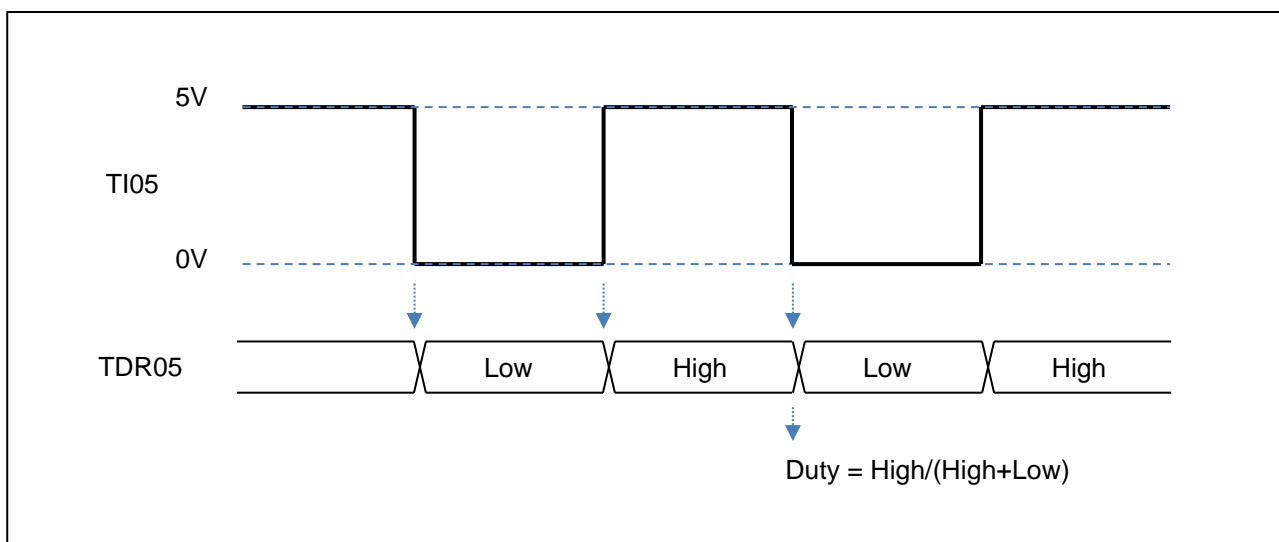 5V
TI05
0V
TDR05 Low High Low High
Duty = High/(High+Low)